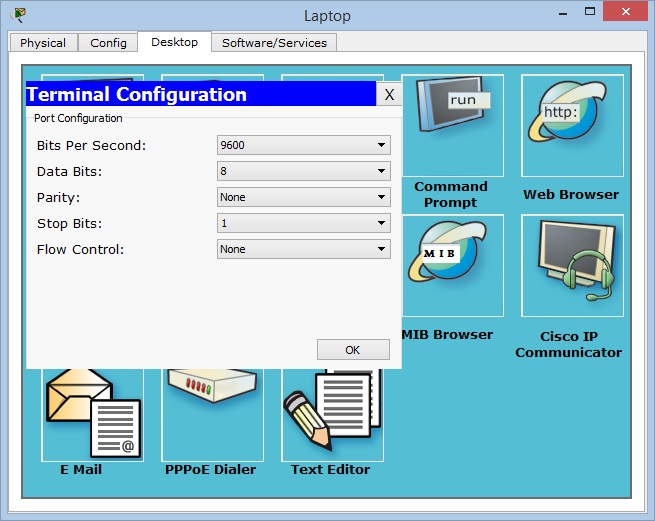 Laptop
Physical
Config
Desktop
Software/Services
Terminal Configuration
X
Port Configuration
Bits Per Second:
9600
Data Bits:
8
Parity:
None
Stop Bits:
1
Flow Control:
None
OK
run
Command
Prompt
http:
Web Browser
MIB
MIB Browser
Cisco IP
Communicator
@
E Mail
PPPoE Dialer
Text Editor